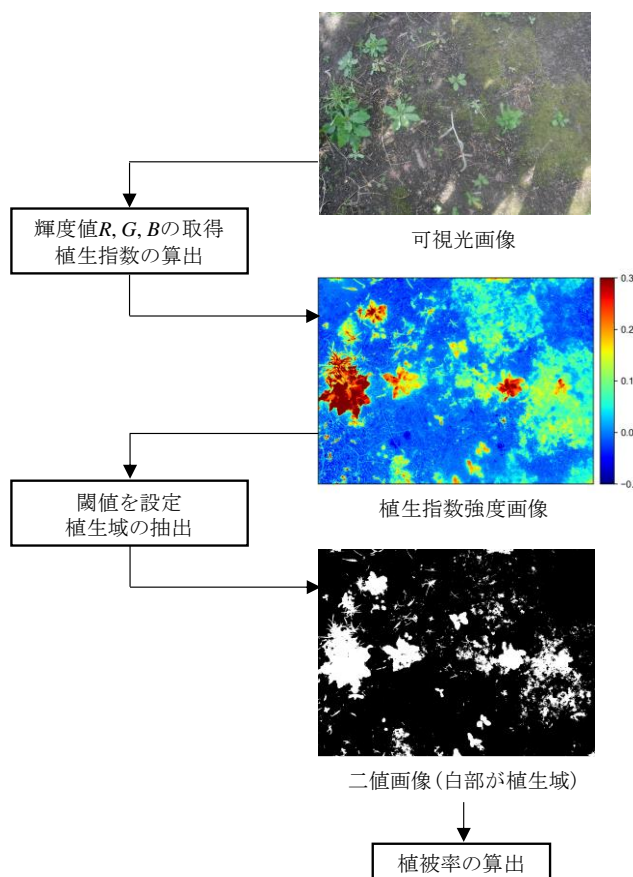 可視光画像
輝度値R, G, Bの取得
植生指数の算出
0.3
0.2
0.1
0.0
-0.
植生指数強度画像
閾値を設定
植生域の抽出
二値画像(白部が植生域)
植被率の算出